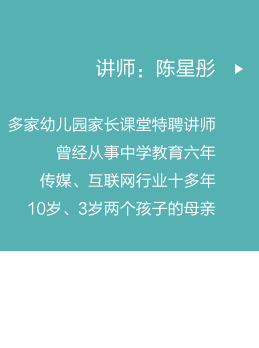 讲师：陈星彤
多家幼儿园家长课堂特聘讲师
曾经从事中学教育六年
传媒、互联网行业十多年
10岁、3岁两个孩子的母亲